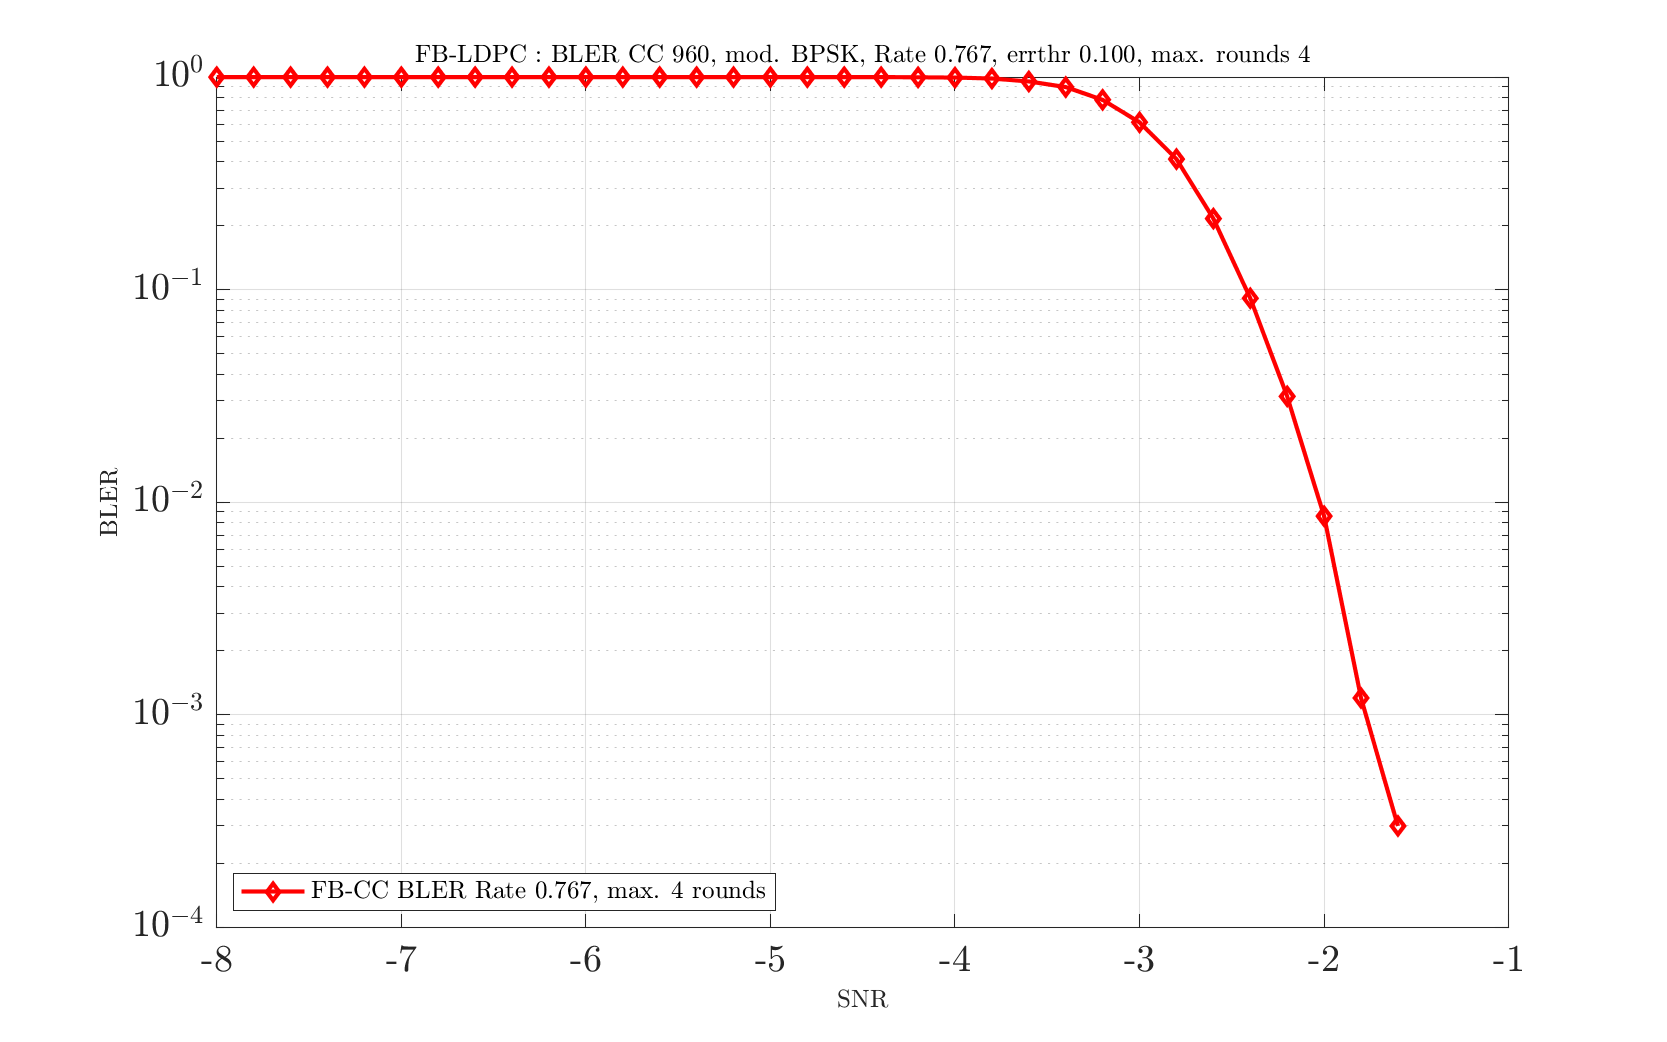 FB-LDPC : BLER CC 960, mod. BPSK, Rate 0.767, errthr 0.100, max. rounds 4
10^0
10^-1
10^-2
10^-3
10^-4
BLER
FB-CC BLER Rate 0.767, max. 4 rounds
-8 -7 -6 -5 -4 -3 -2 -1
SNR